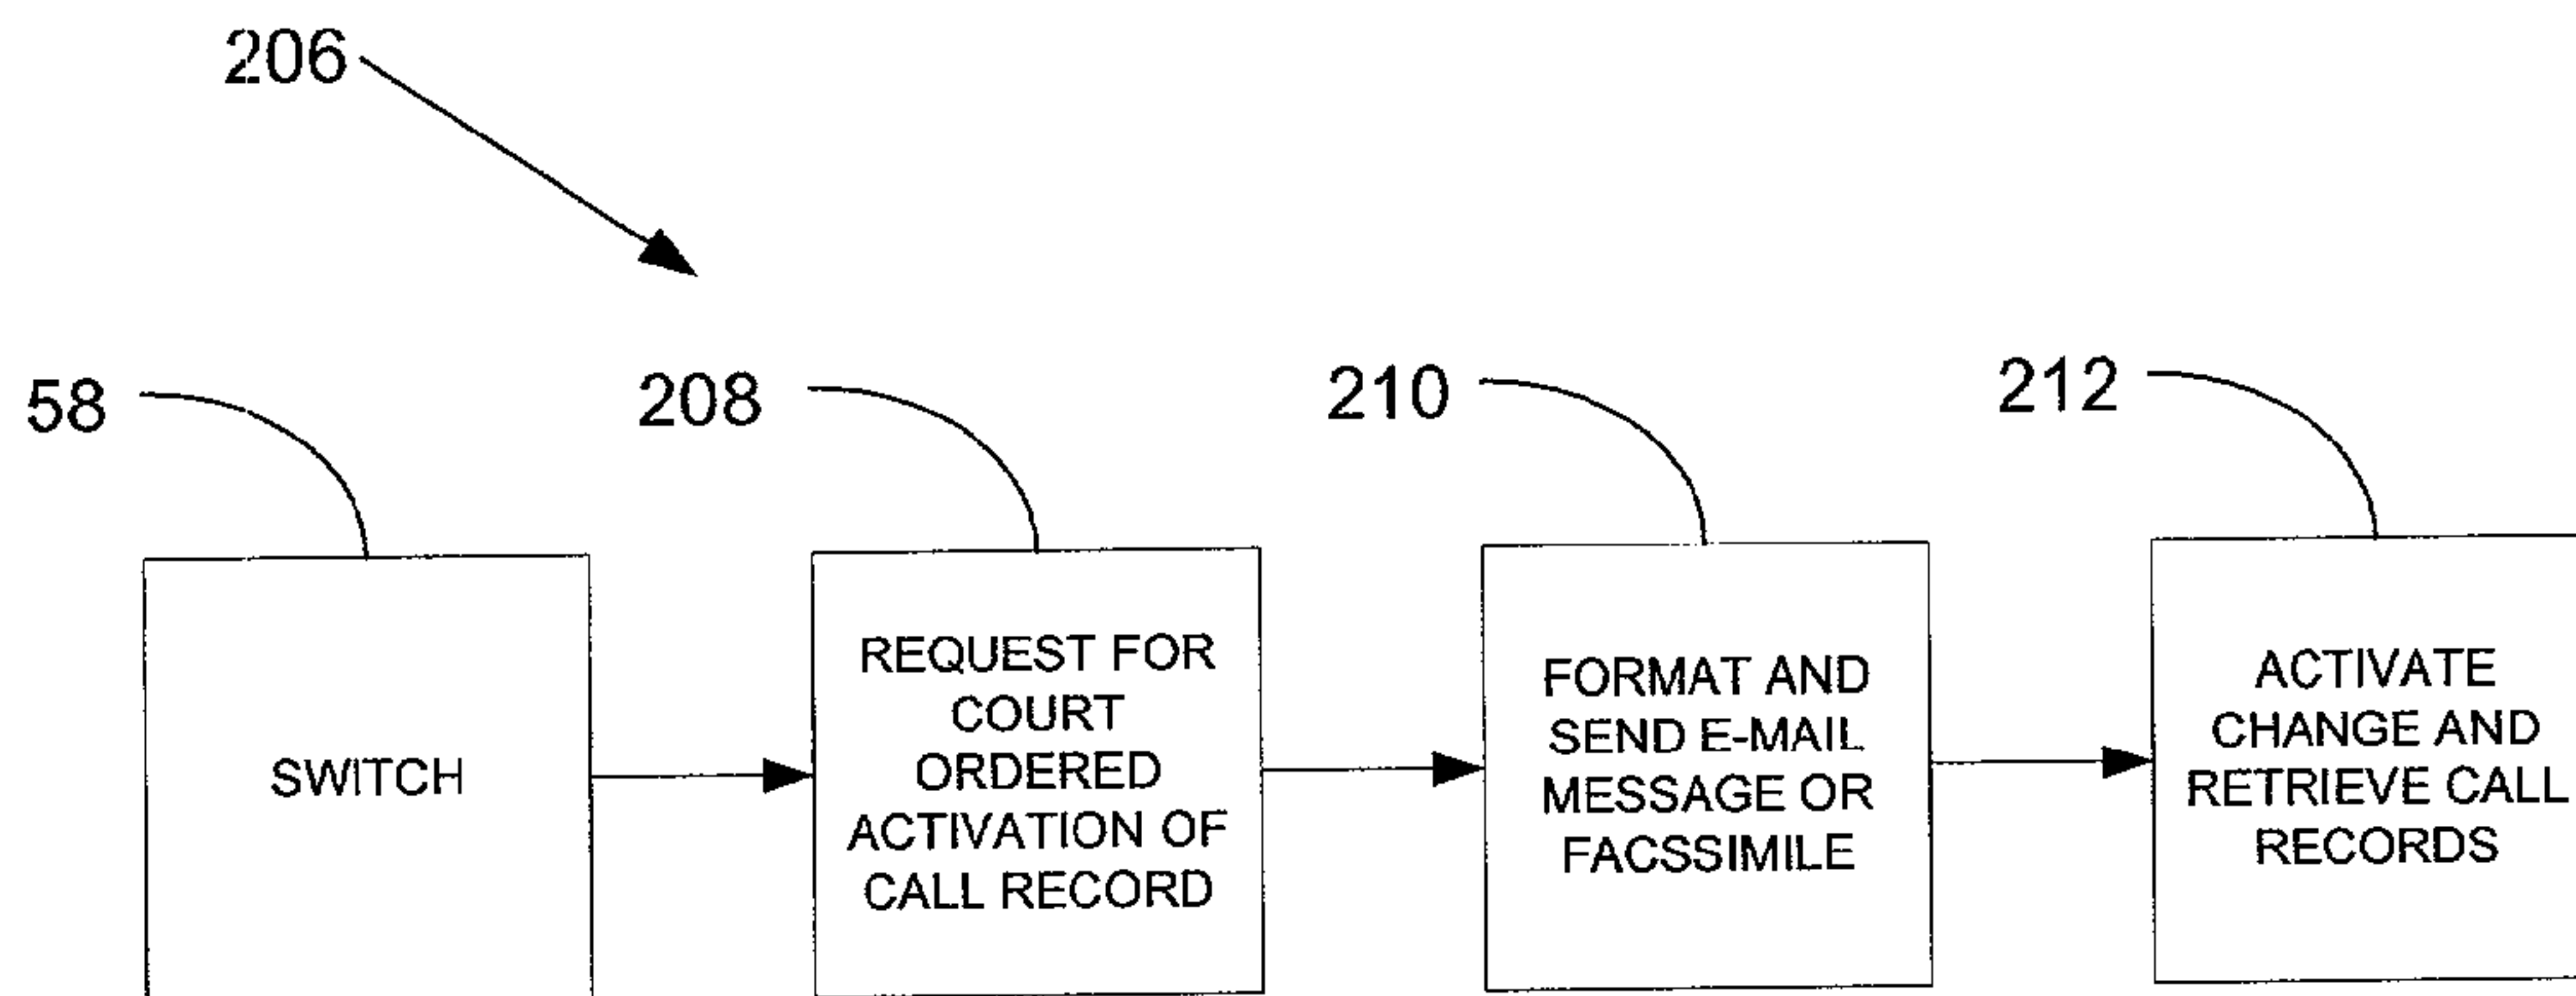 206
58
208
210
212
SWITCH
REQUEST FOR
COURT
ORDERED
ACTIVATION OF
CALL RECORD
FORMAT AND
SEND E-MAIL
MESSAGE OR
FACSSIMILE
ACTIVATE
CHANGE AND
RETRIEVE CALL
RECORDS